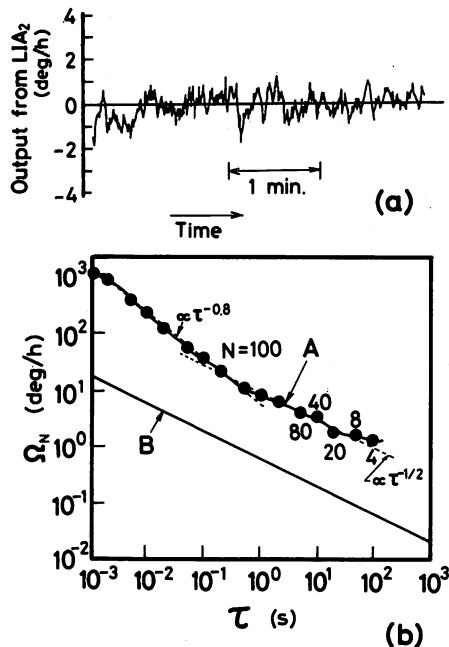 Output from LIA₂
(deg/h)
4
2
0
-2
-4
1 min.
Time
(a)
Ω_N (deg/h)
10³
10²
10¹
10⁰
10⁻¹
10⁻²
∝τ⁻⁰·⁸
N=100
A
40
8
80
20
4
B
∝τ⁻¹/²
10⁻³
10⁻²
10⁻¹
10⁰
10¹
10²
10³
τ (s)
(b)